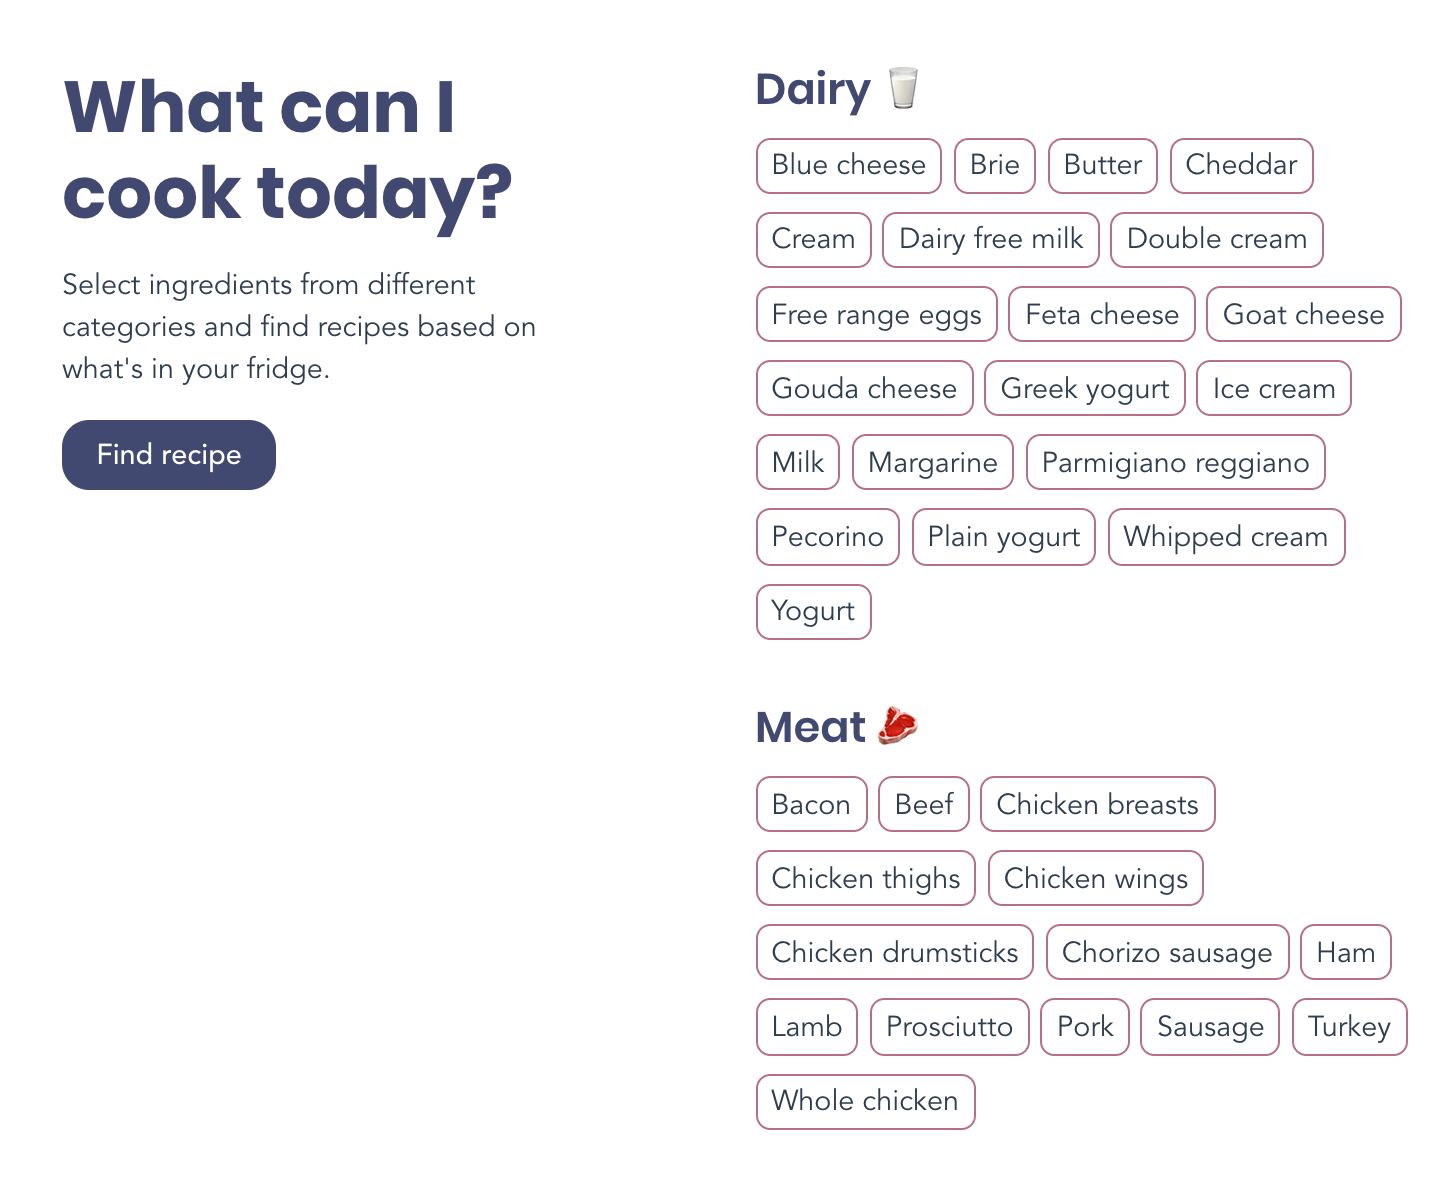 What can I
cook today?
Select ingredients from different
categories and find recipes based on
what's in your fridge.
Find recipe
Dairy
Blue cheese Brie Butter Cheddar
Cream Dairy free milk Double cream
Free range eggs Feta cheese Goat cheese
Gouda cheese Greek yogurt Ice cream
Milk Margarine Parmigiano reggiano
Pecorino Plain yogurt Whipped cream
Yogurt
Meat
Bacon Beef Chicken breasts
Chicken thighs Chicken wings
Chicken drumsticks Chorizo sausage Ham
Lamb Prosciutto Pork Sausage Turkey
Whole chicken